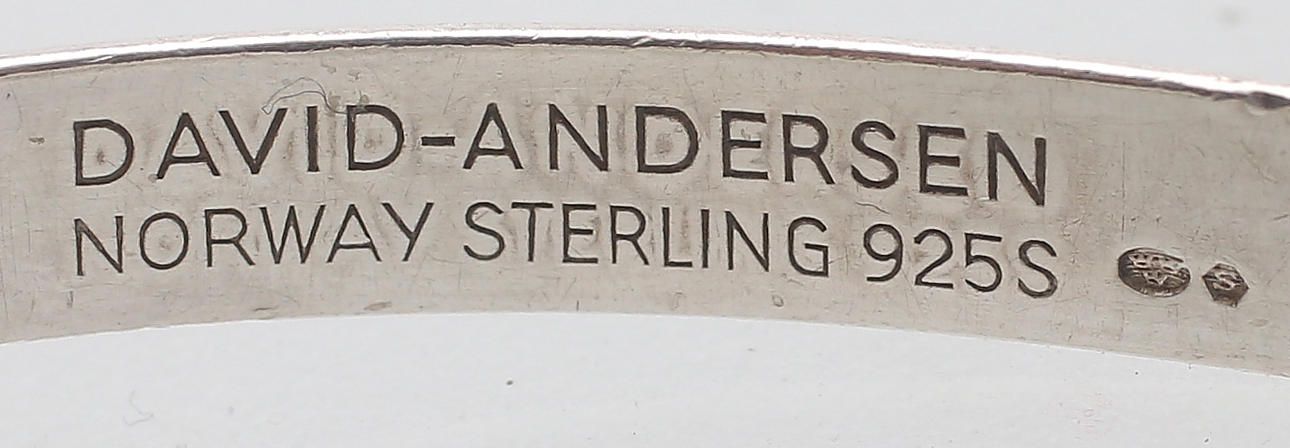 DAVID-ANDERSEN
NORWAY STERLING 925S